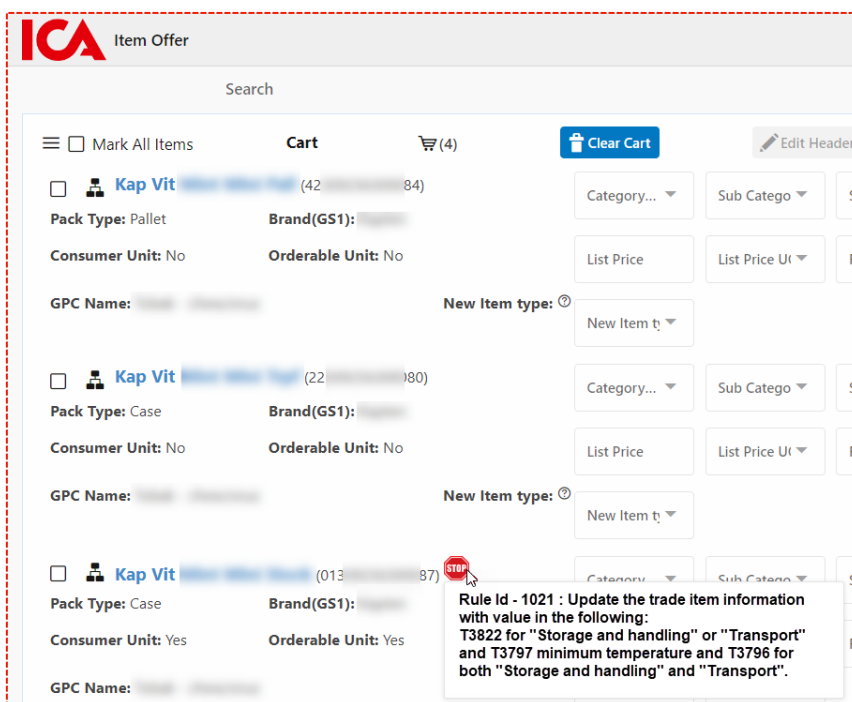 ICA Item Offer
Search
Mark All Items Cart (4) Clear Cart Edit Header
Kap Vit (42 84) Category... Sub Catego S
Pack Type: Pallet Brand(GS1):
Consumer Unit: No Orderable Unit: No List Price List Price U(
GPC Name: New Item type: ? New Item ty
Kap Vit (22 080) Category... Sub Catego S
Pack Type: Case Brand(GS1):
Consumer Unit: No Orderable Unit: No List Price List Price U(
GPC Name: New Item type: ? New Item ty
Kap Vit (013 87) STOP Category Sub Catego
Pack Type: Case Brand(GS1):
Consumer Unit: Yes Orderable Unit: Yes
GPC Name:
Rule Id - 1021 : Update the trade item information
with value in the following:
T3822 for "Storage and handling" or "Transport"
and T3797 minimum temperature and T3796 for
both "Storage and handling" and "Transport".